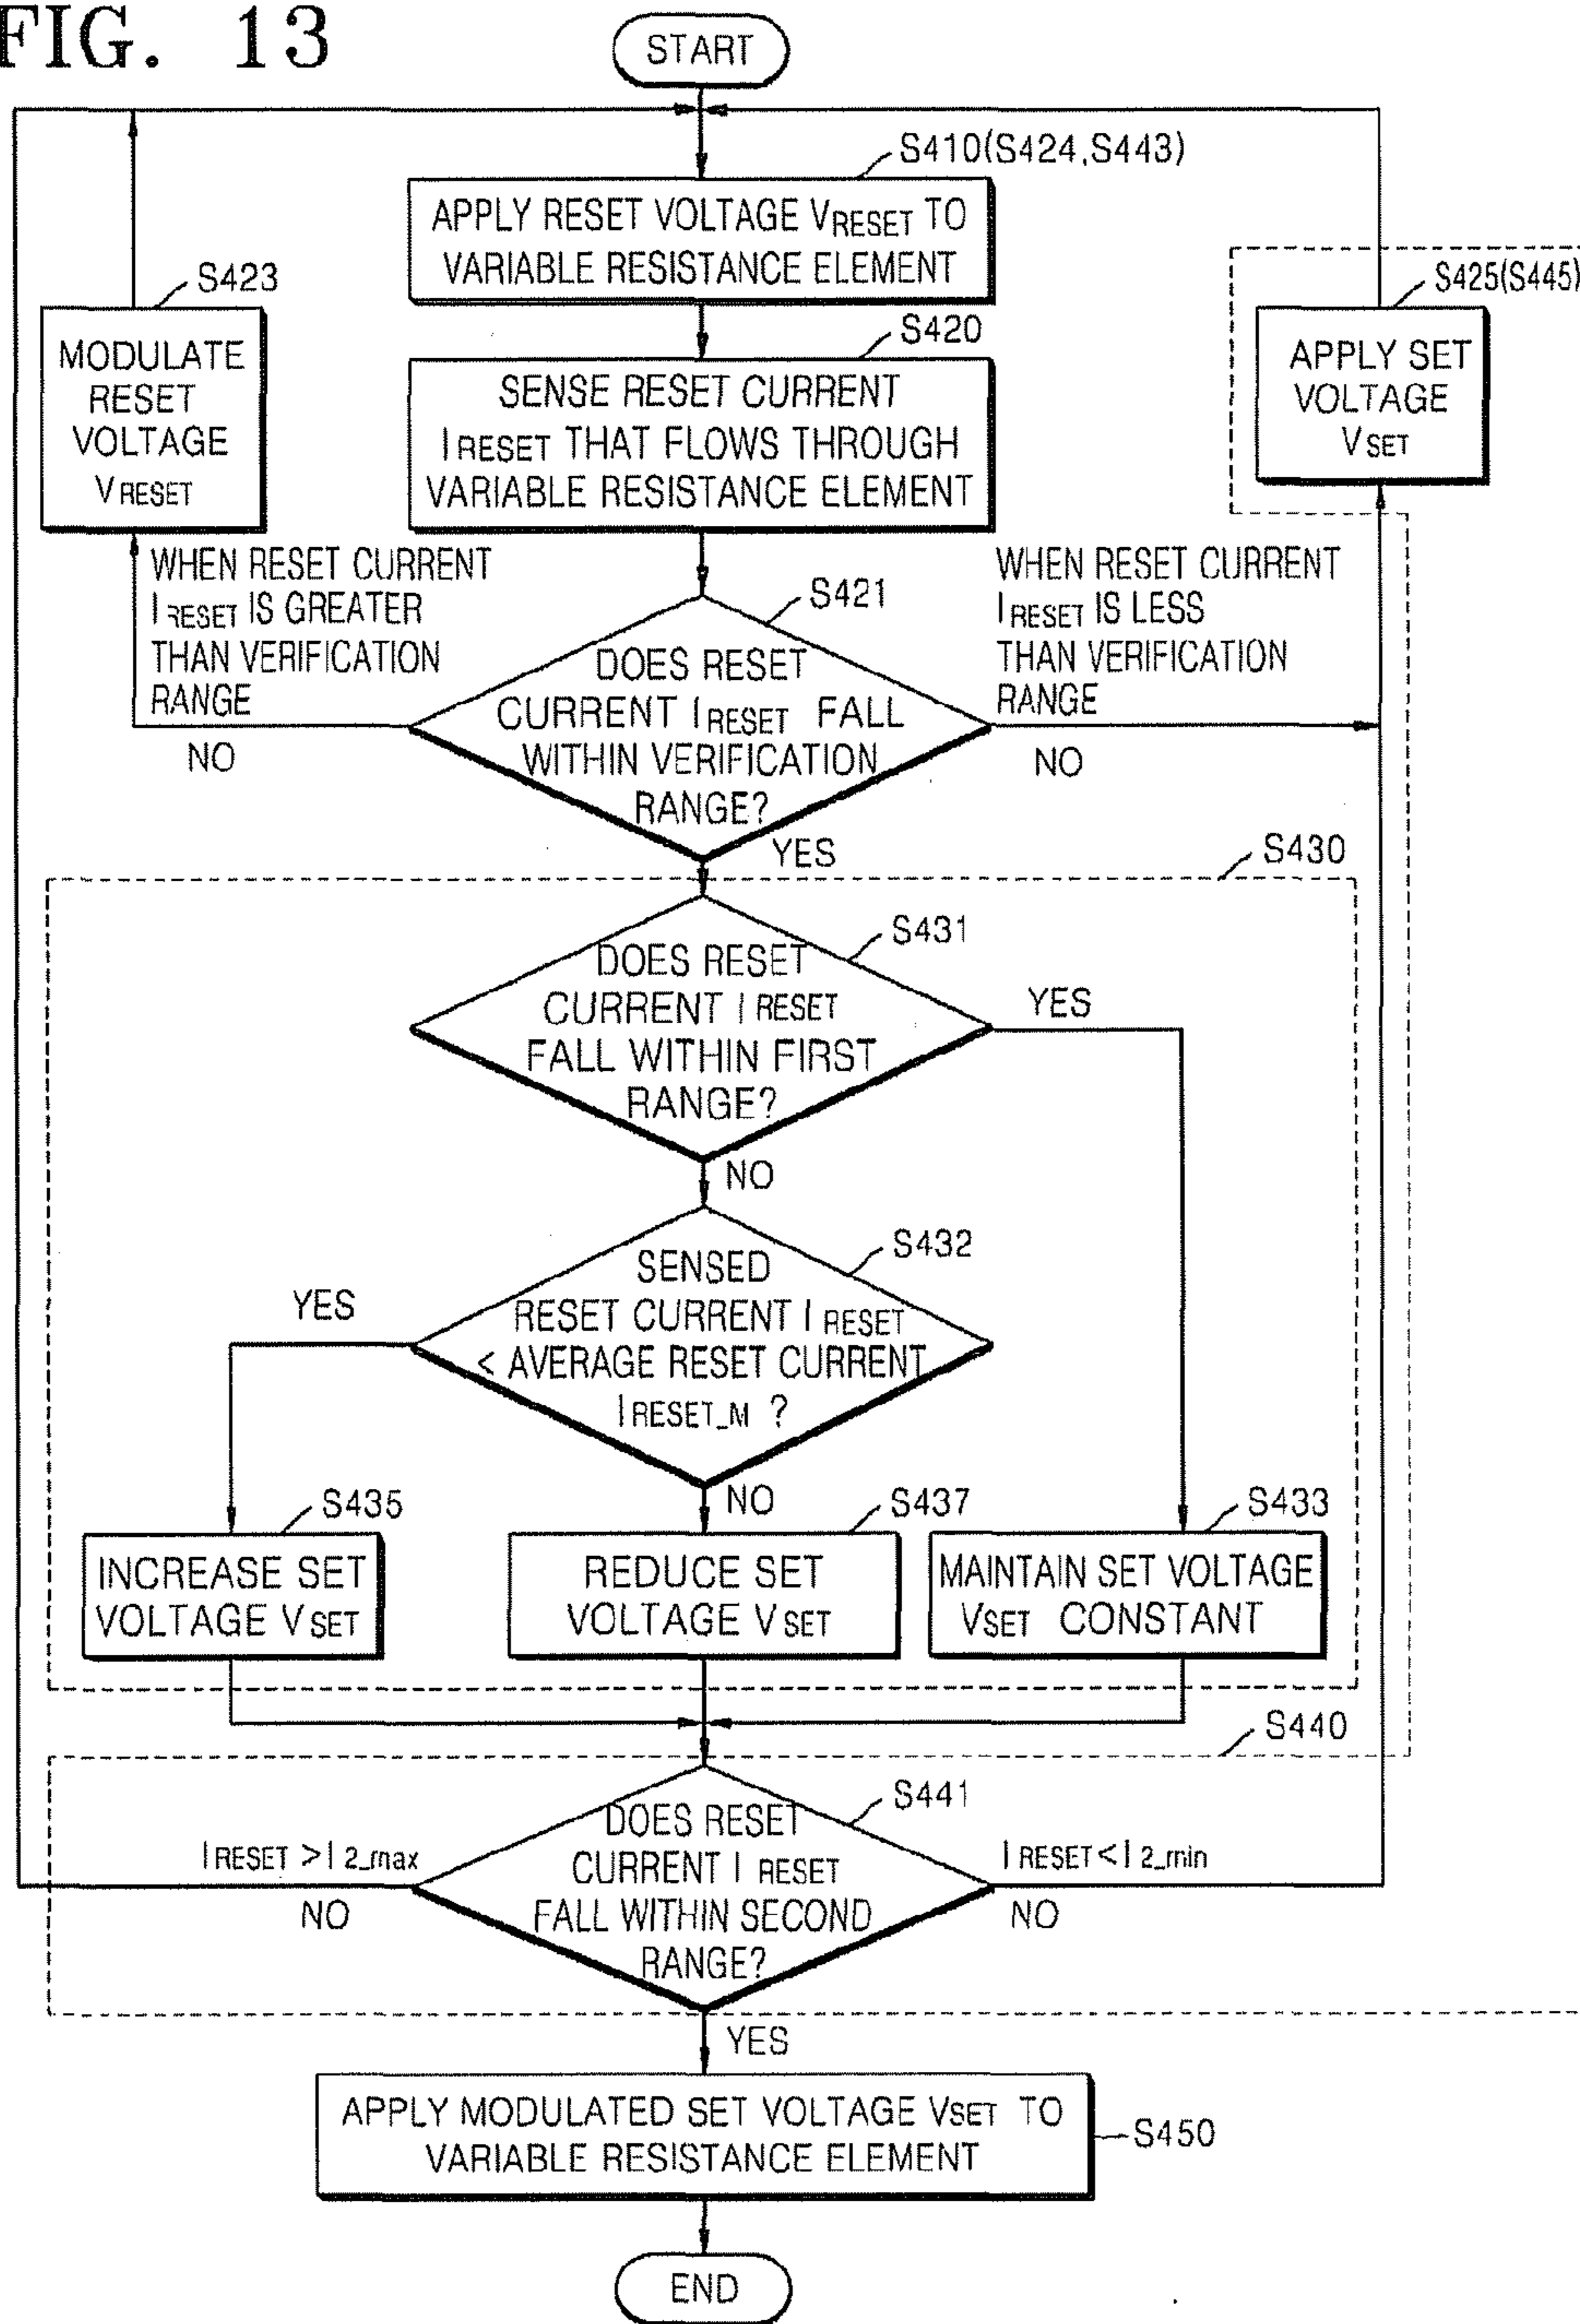 FIG. 13
START
S410(S424,S443)
APPLY RESET VOLTAGE VRESET TO
VARIABLE RESISTANCE ELEMENT
S423
MODULATE
RESET
VOLTAGE
VRESET
S420
SENSE RESET CURRENT
IRESET THAT FLOWS THROUGH
VARIABLE RESISTANCE ELEMENT
S425(S445)
APPLY SET
VOLTAGE
VSET
WHEN RESET CURRENT
IRESET IS GREATER
THAN VERIFICATION
RANGE
NO
S421
DOES RESET
CURRENT IRESET FALL
WITHIN VERIFICATION
RANGE?
WHEN RESET CURRENT
IRESET IS LESS
THAN VERIFICATION
RANGE
NO
YES
S430
S431
DOES RESET
CURRENT IRESET
FALL WITHIN FIRST
RANGE?
YES
NO
S432
SENSED
RESET CURRENT IRESET
< AVERAGE RESET CURRENT
IRESET_M ?
YES
NO
S435
INCREASE SET
VOLTAGE VSET
S437
REDUCE SET
VOLTAGE VSET
S433
MAINTAIN SET VOLTAGE
VSET CONSTANT
S440
S441
DOES RESET
CURRENT IRESET
FALL WITHIN SECOND
RANGE?
IRESET >I 2_max
NO
IRESET<I 2_min
NO
YES
APPLY MODULATED SET VOLTAGE VSET TO
VARIABLE RESISTANCE ELEMENT
S450
END